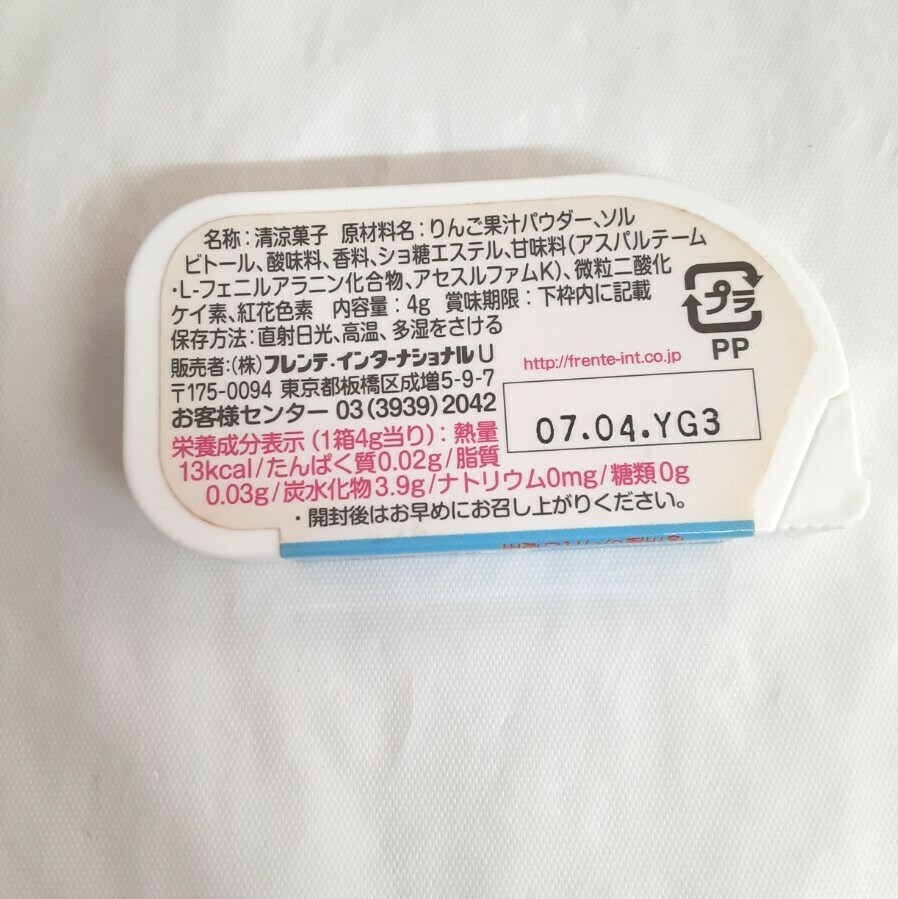 名称：清涼菓子 原材料名：りんご果汁パウダー、ソル
ビトール、酸味料、香料、ショ糖エステル、甘味料（アスパルテーム
・L-フェニルアラニン化合物、アセスルファムK）、微粒二酸化
ケイ素、紅花色素 内容量：4g 賞味期限：下枠内に記載
保存方法：直射日光、高温、多湿をさける
プラ
PP
販売者：（株）フレンテ・インターナショナル U
http://frente-int.co.jp
〒175-0094 東京都板橋区成増5-9-7
お客様センター 03（3939）2042
07.04.YG3
栄養成分表示（1箱4g当り）：熱量
13kcal/たんぱく質0.02g/脂質
0.03g/炭水化物3.9g/ナトリウム0mg/糖類0g
・開封後はお早めにお召し上がりください。